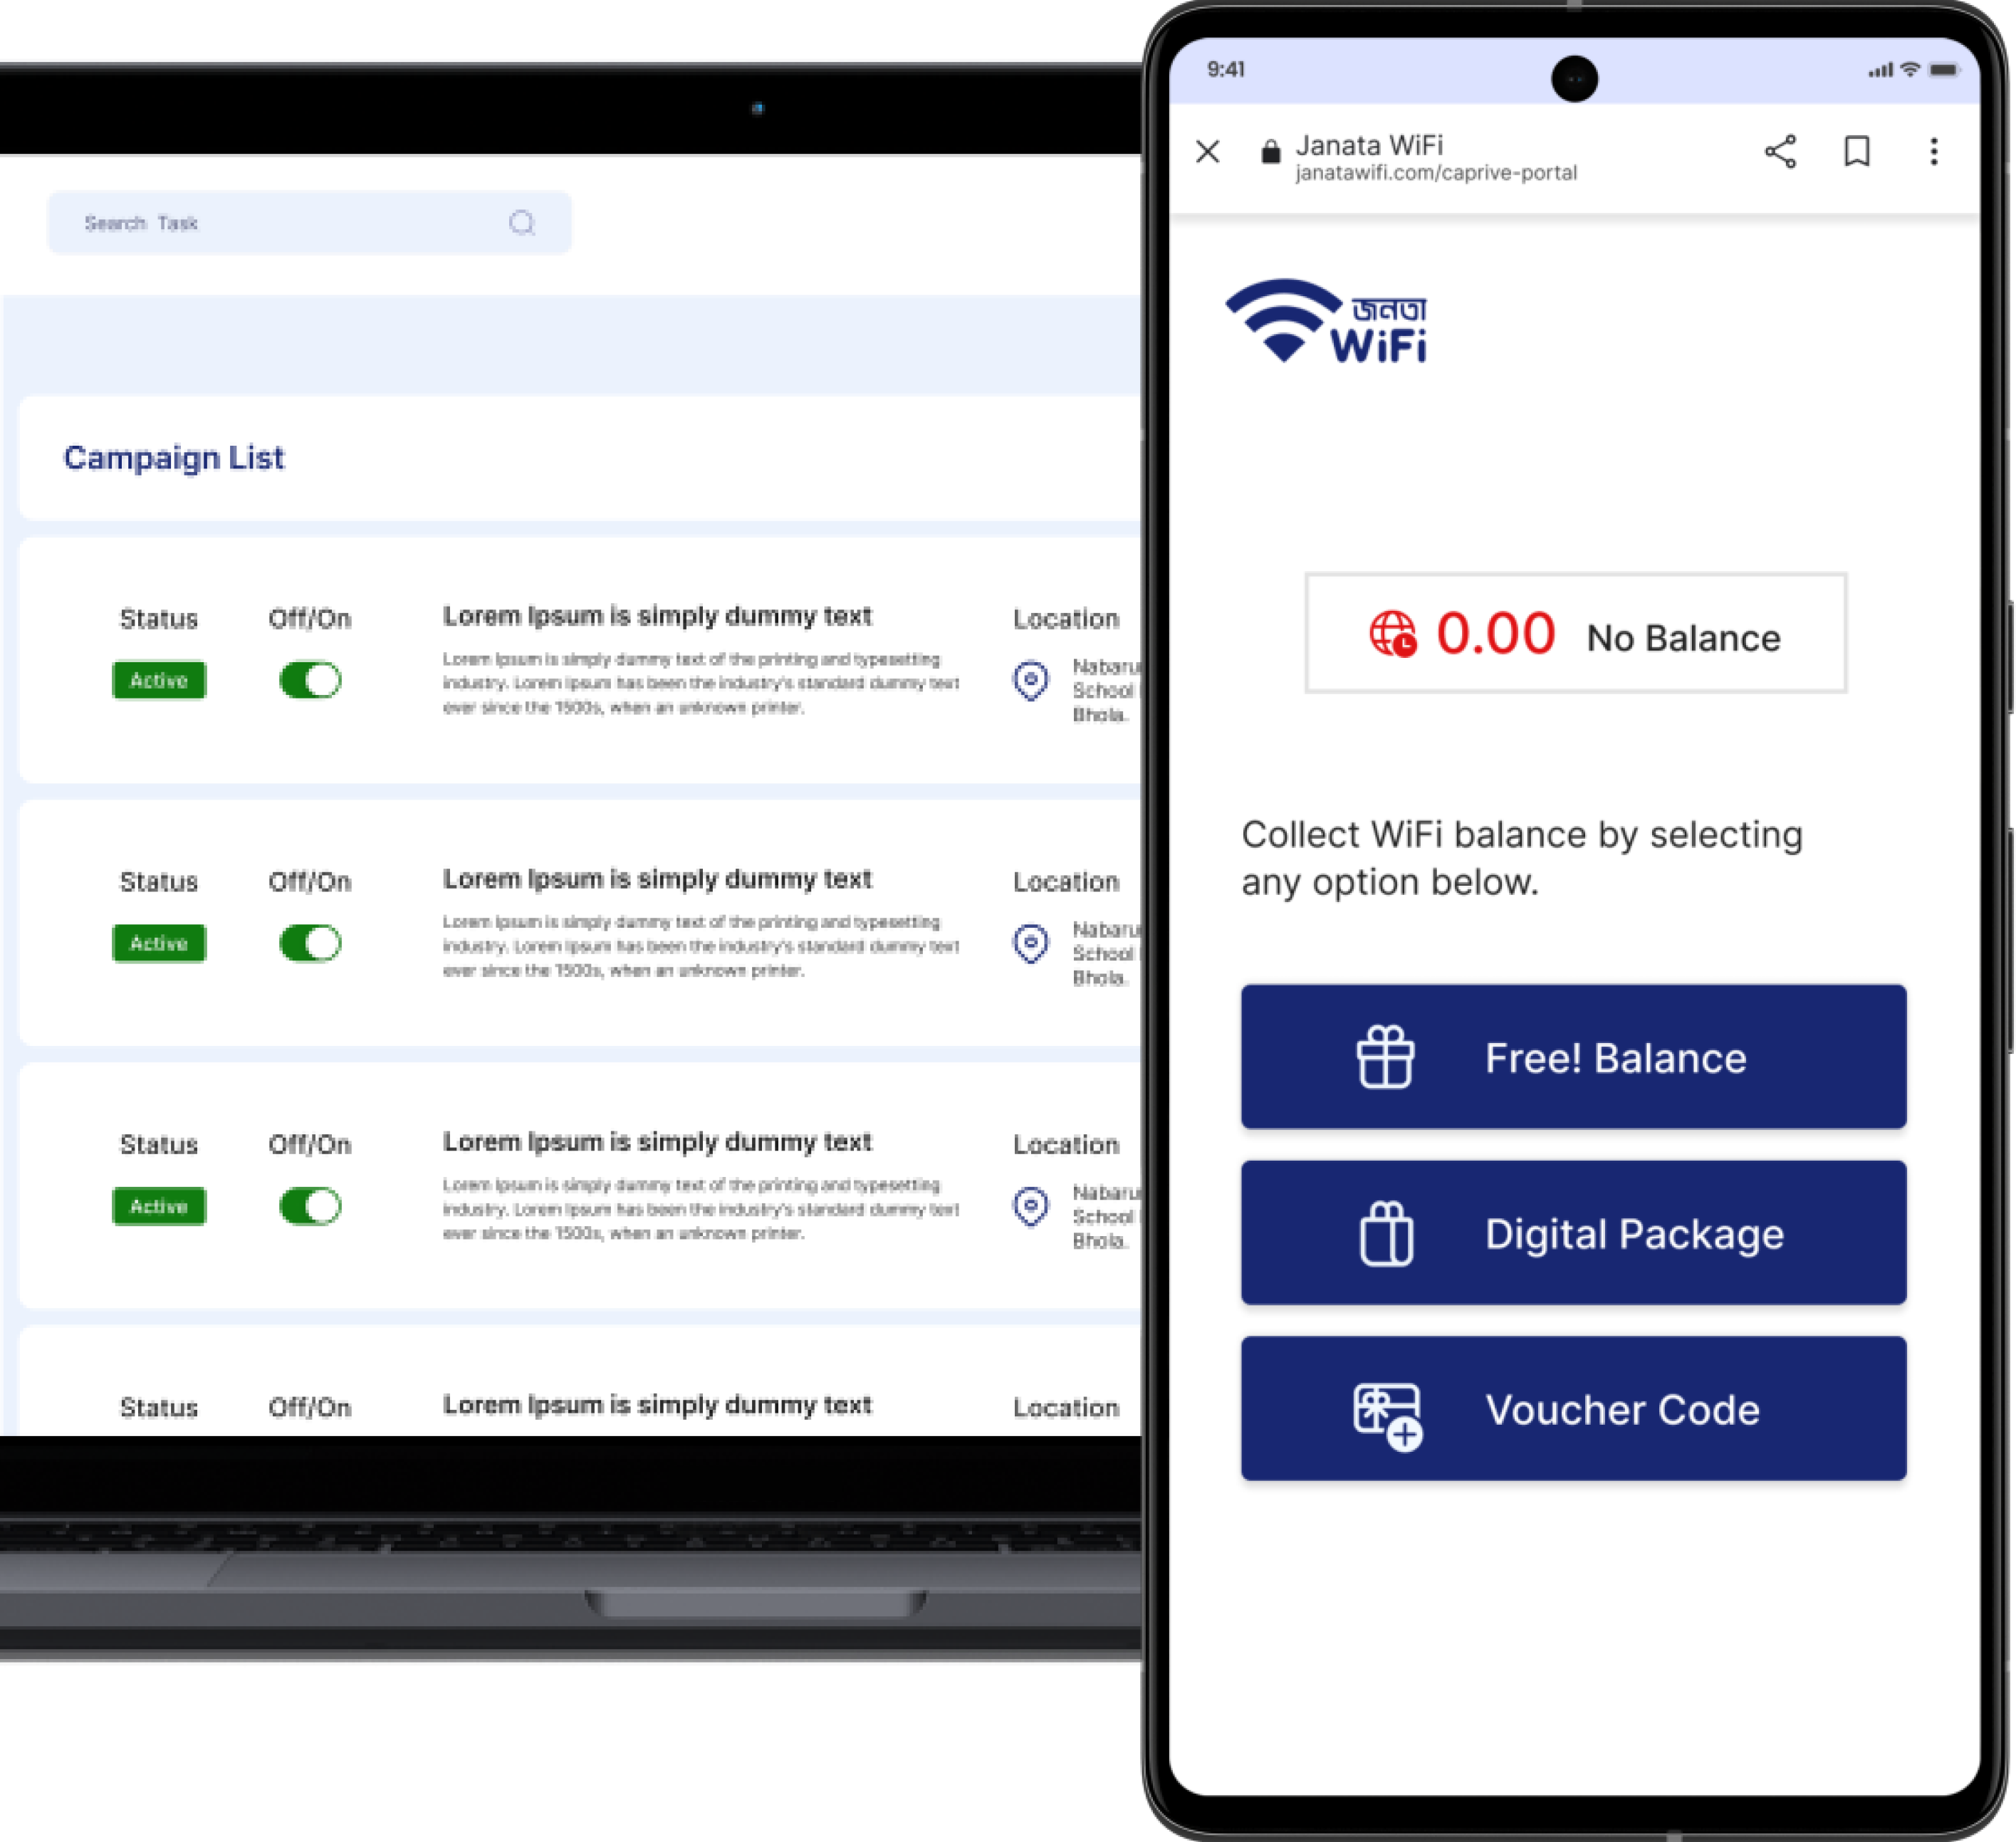 Search Task
Campaign List
Status Off/On Lorem Ipsum is simply dummy text Location
Active
Lorem Ipsum is simply dummy text of the printing and typesetting
industry. Lorem Ipsum has been the industry's standard dummy text
ever since the 1500s, when an unknown printer.
School
Bhola.
Status Off/On Lorem Ipsum is simply dummy text Location
Active
Lorem Ipsum is simply dummy text of the printing and typesetting
industry. Lorem Ipsum has been the industry's standard dummy text
ever since the 1500s, when an unknown printer.
School
Bhola.
Status Off/On Lorem Ipsum is simply dummy text Location
Active
Lorem Ipsum is simply dummy text of the printing and typesetting
industry. Lorem Ipsum has been the industry's standard dummy text
ever since the 1500s, when an unknown printer.
School
Bhola.
Status Off/On Lorem Ipsum is simply dummy text Location
9:41
Janata WiFi
janatawifi.com/caprive-portal
জনতা
WiFi
0.00 No Balance
Collect WiFi balance by selecting
any option below.
Free! Balance
Digital Package
Voucher Code